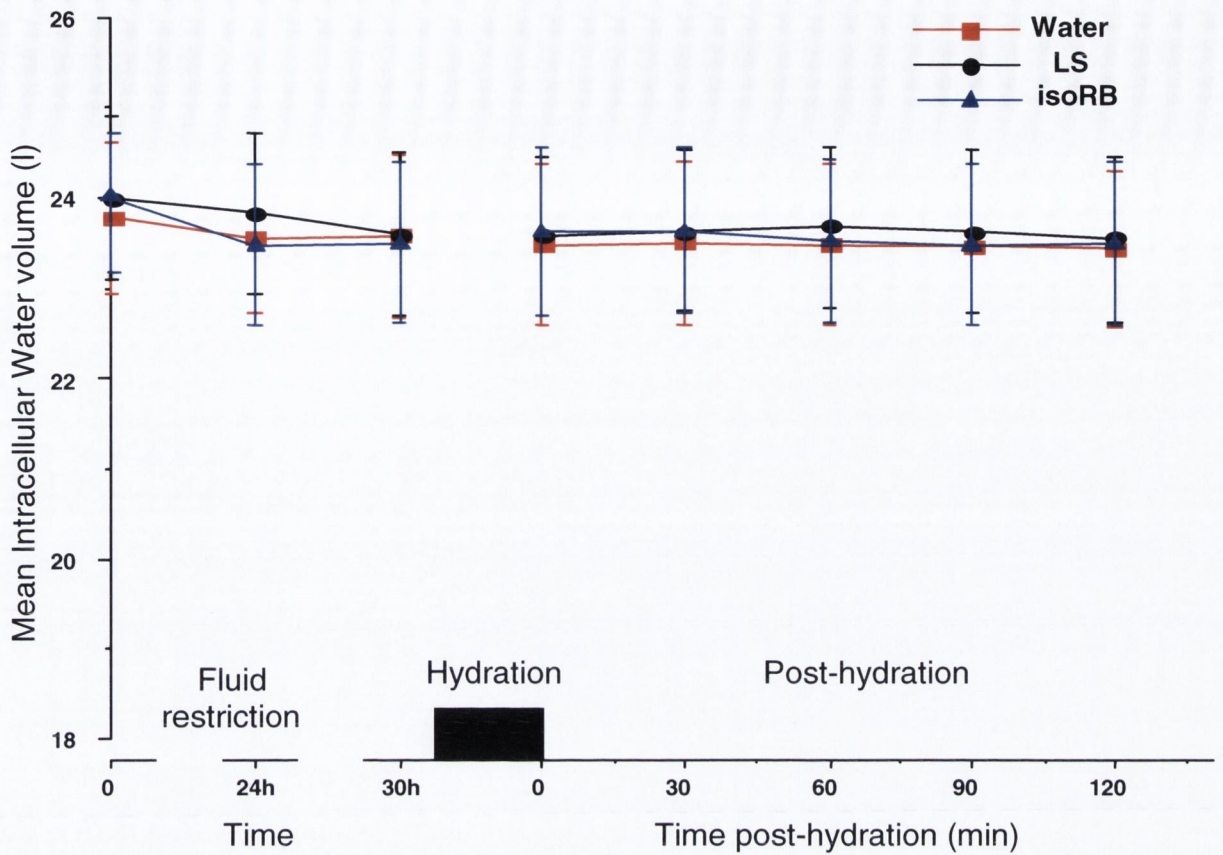 26
Water
LS
isoRB
24
22
20
18
Mean Intracellular Water volume (l)
Fluid
restriction
Hydration
Post-hydration
0 24h 30h 0 30 60 90 120
Time
Time post-hydration (min)